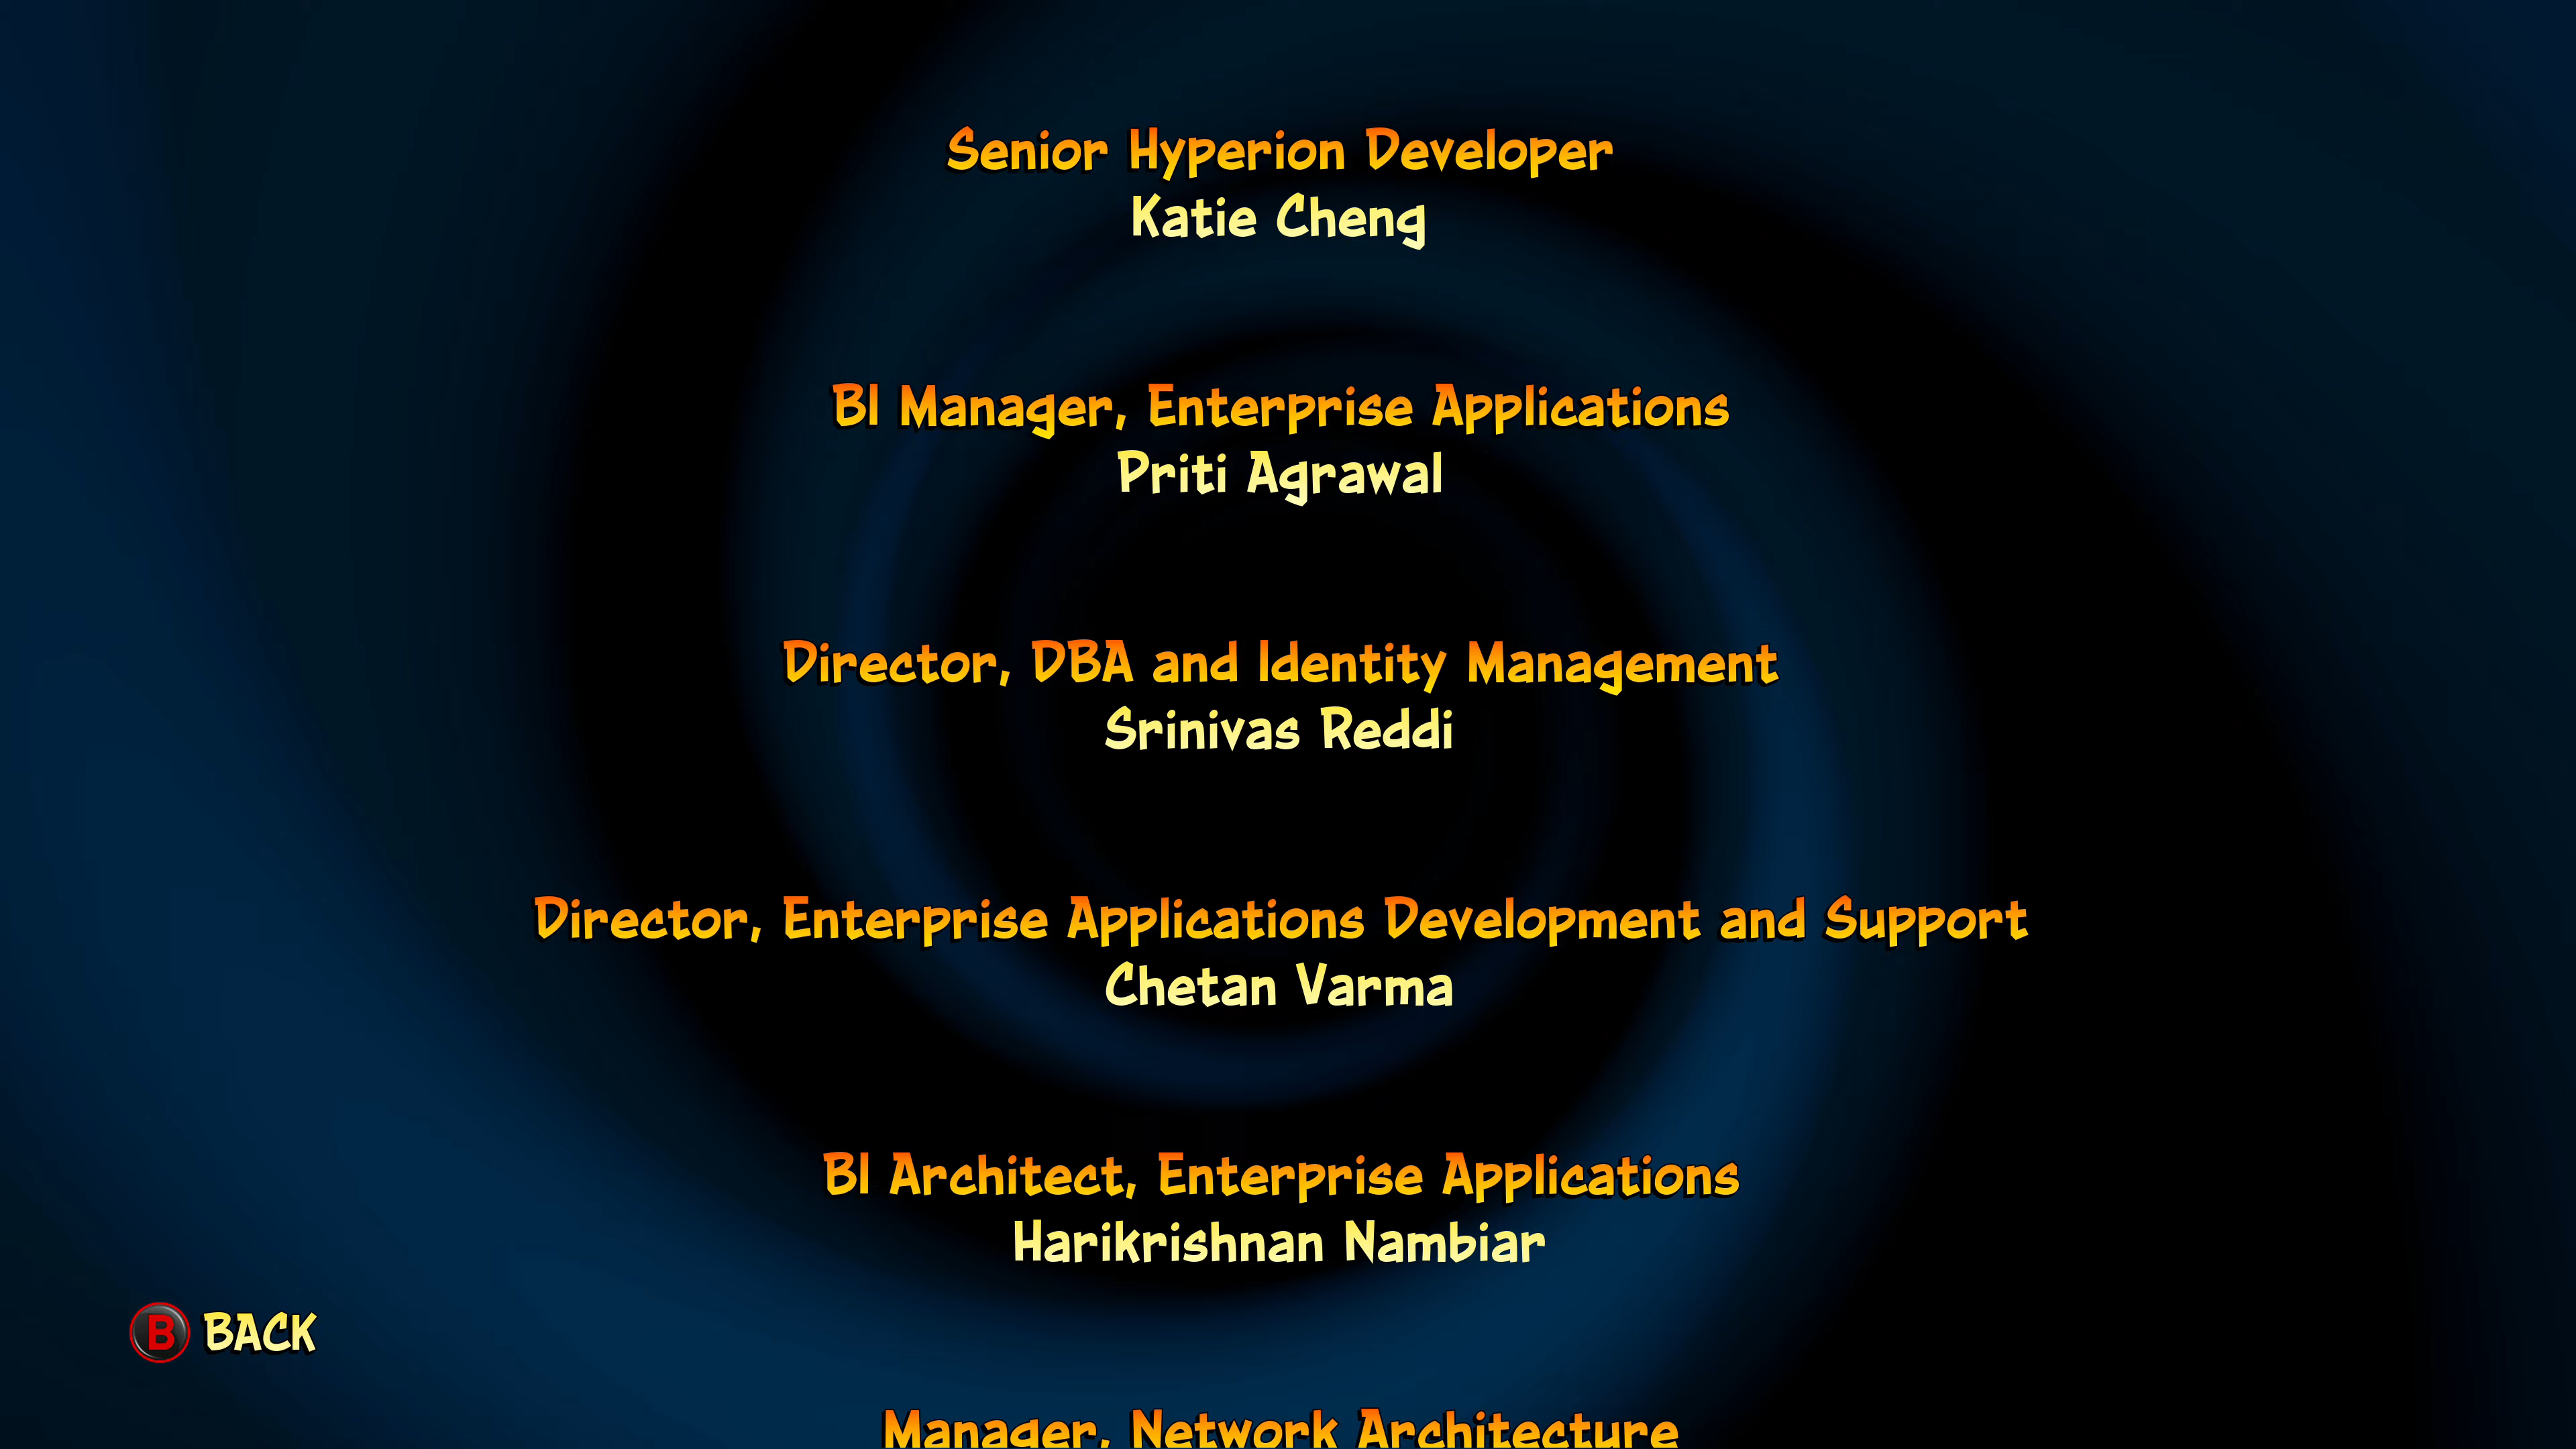 Senior Hyperion Developer
Katie Cheng
BI Manager, Enterprise Applications
Priti Agrawal
Director, DBA and Identity Management
Srinivas Reddi
Director, Enterprise Applications Development and Support
Chetan Varma
BI Architect, Enterprise Applications
Harikrishnan Nambiar
B BACK
Manager, Network Architecture